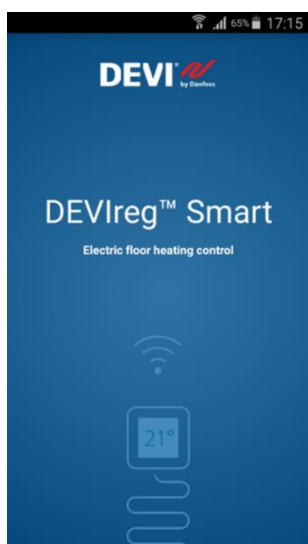 65% 17:15
DEVI®
by Danfoss
DEVIreg™ Smart
Electric floor heating control
21°